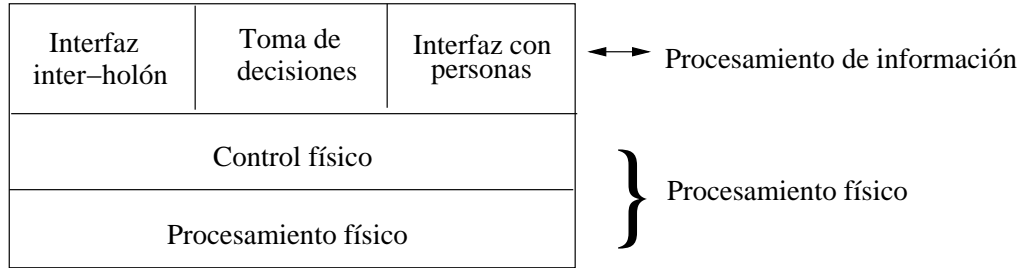 Interfaz
inter–holón
Toma de
decisiones
Interfaz con
personas
Procesamiento de información
Control físico
Procesamiento físico
Procesamiento físico